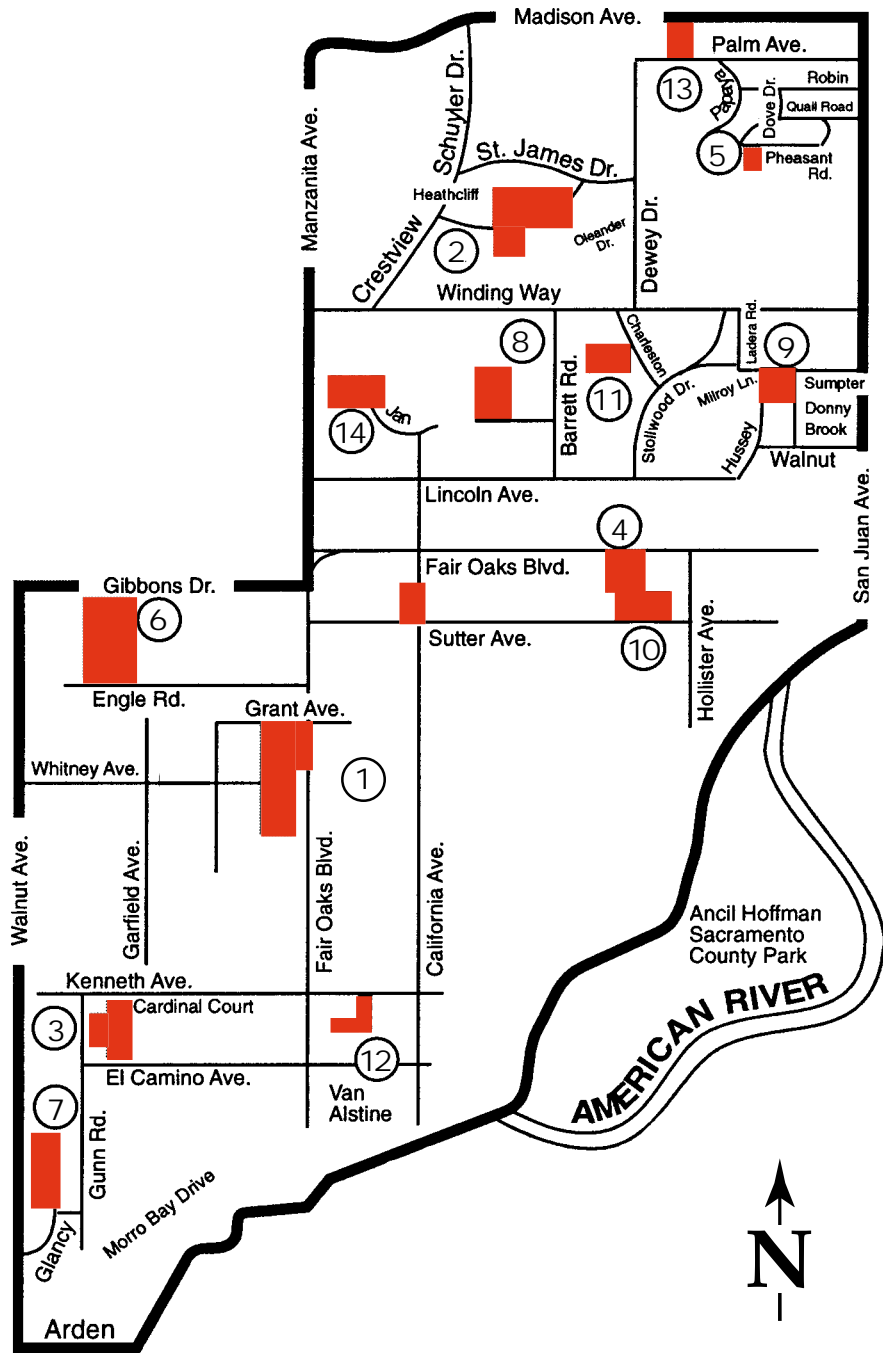 Madison Ave.
Palm Ave.
13
Papaya
Dove Dr.
Robin
Quail Road
5
Pheasant
Rd.
Schuyler Dr.
St. James Dr.
Manzanita Ave.
Heathcliff
Crestview
2
Oleander
Dr.
Dewey Dr.
Winding Way
8
Barrett Rd.
Charleston
11
Ladera Rd.
9
Milroy Ln.
Sumpter
Donny
Brook
Stollwood Dr.
Hussey
Walnut
14
Jan
Lincoln Ave.
San Juan Ave.
4
Fair Oaks Blvd.
Gibbons Dr.
6
Sutter Ave.
10
Hollister Ave.
Engle Rd.
Grant Ave.
Whitney Ave.
1
Walnut Ave.
Garfield Ave.
Fair Oaks Blvd.
California Ave.
Ancil Hoffman
Sacramento
County Park
AMERICAN RIVER
Kenneth Ave.
3
Cardinal Court
12
El Camino Ave.
Van
Alstine
7
Gunn Rd.
Glancy
Morro Bay Drive
Arden
N